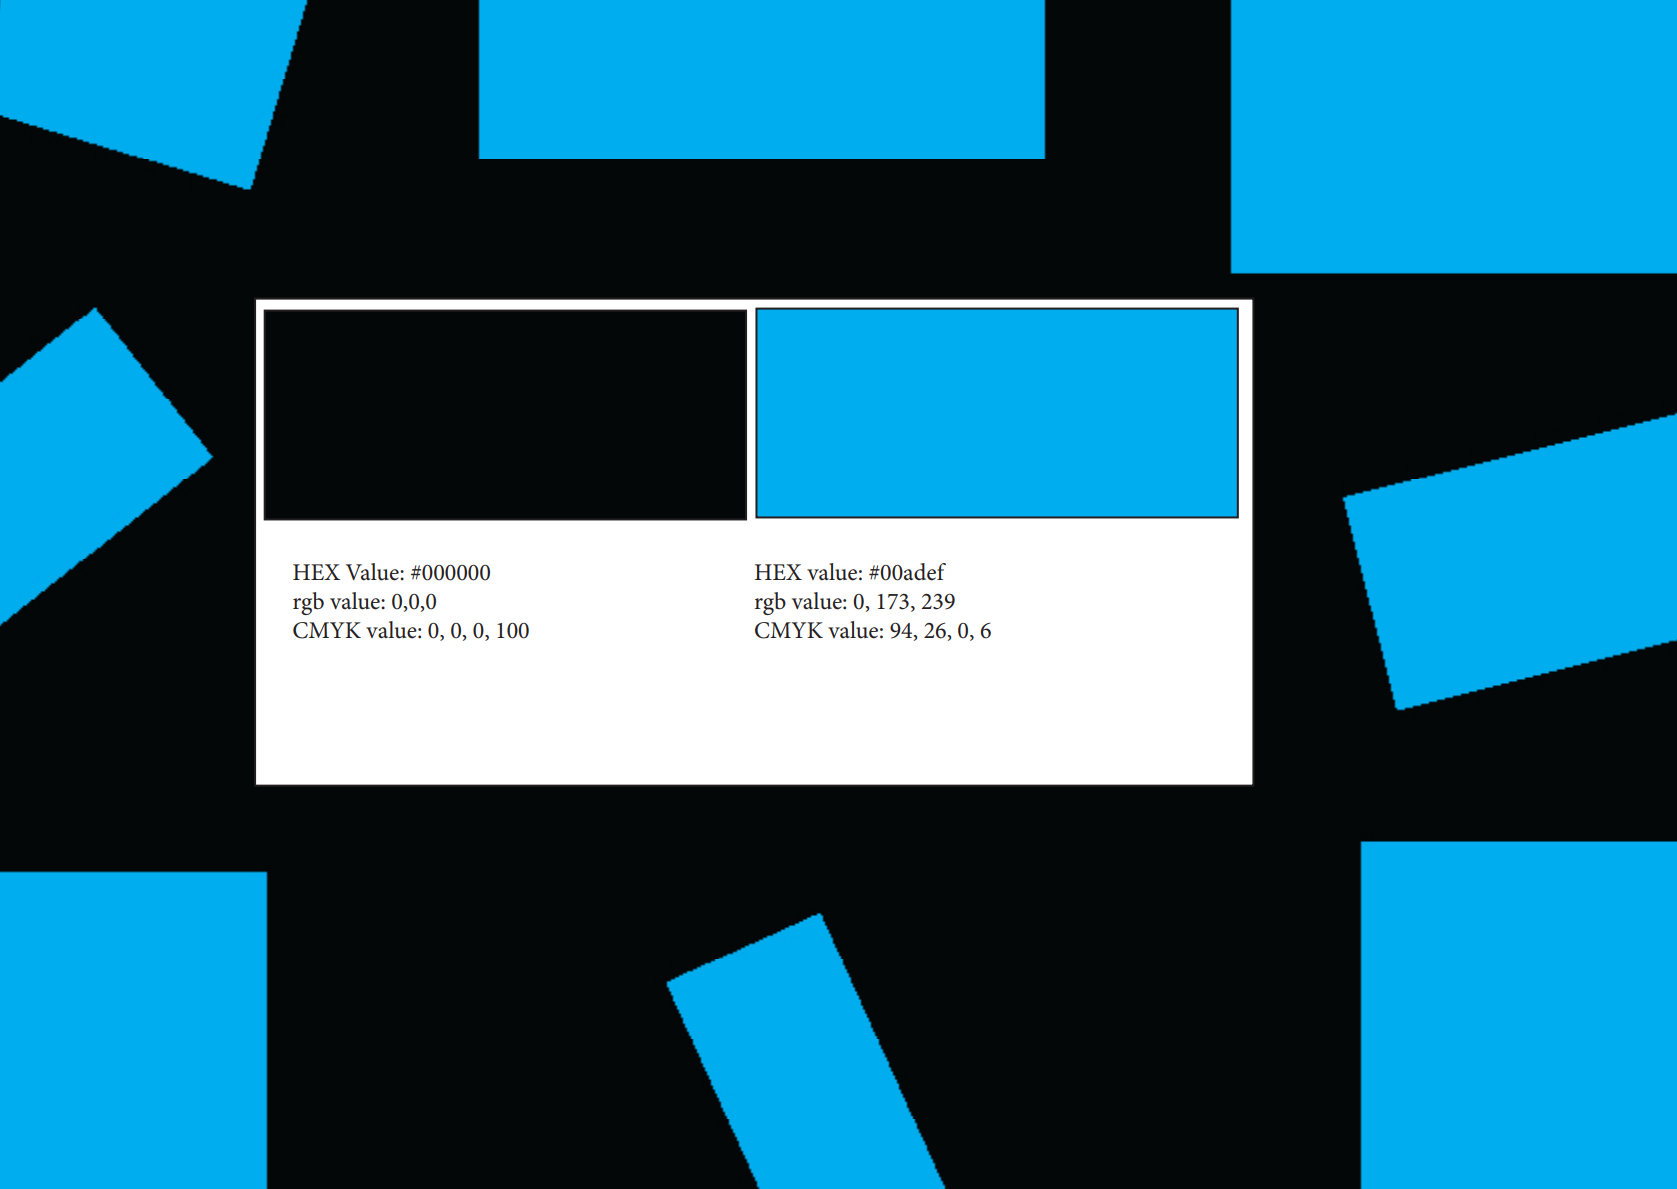 HEX Value: #000000
rgb value: 0,0,0
CMYK value: 0, 0, 0, 100
HEX value: #00adef
rgb value: 0, 173, 239
CMYK value: 94, 26, 0, 6